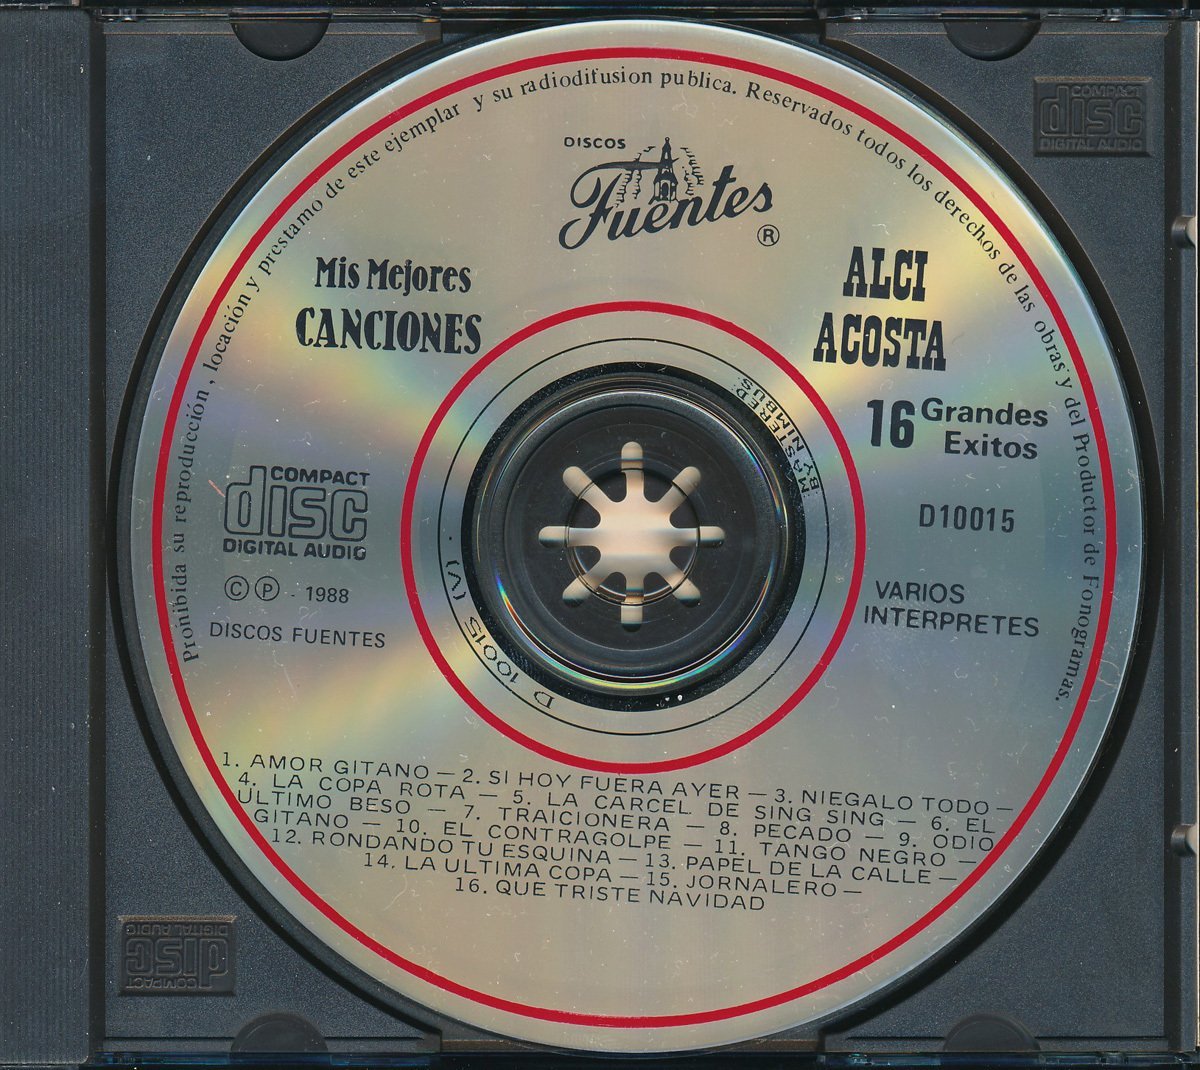 Prohibida su reproducción, locación y prestamo de este ejemplar y su radiodifusion publica. Reservados todos los derechos de las obras y del Productor de Fonogramas.
DISCOS
Fuentes
®
Mis Mejores
CANCIONES
ALCI
ACOSTA
16 Grandes
Exitos
D10015
VARIOS
INTERPRETES
COMPACT
disc
DIGITAL AUDIO
© ℗ - 1988
DISCOS FUENTES
MASTERED
BY NIMBUS
D 10015 (V) .
1. AMOR GITANO — 2. SI HOY FUERA AYER — 3. NIEGALO TODO —
4. LA COPA ROTA — 5. LA CARCEL DE SING SING — 6. EL
ULTIMO BESO — 7. TRAICIONERA — 8. PECADO — 9. ODIO
GITANO — 10. EL CONTRAGOLPE — 11. TANGO NEGRO —
12. RONDANDO TU ESQUINA — 13. PAPEL DE LA CALLE —
14. LA ULTIMA COPA — 15. JORNALERO —
16. QUE TRISTE NAVIDAD
COMPACT
disc
DIGITAL AUDIO
COMPACT
disc
DIGITAL AUDIO